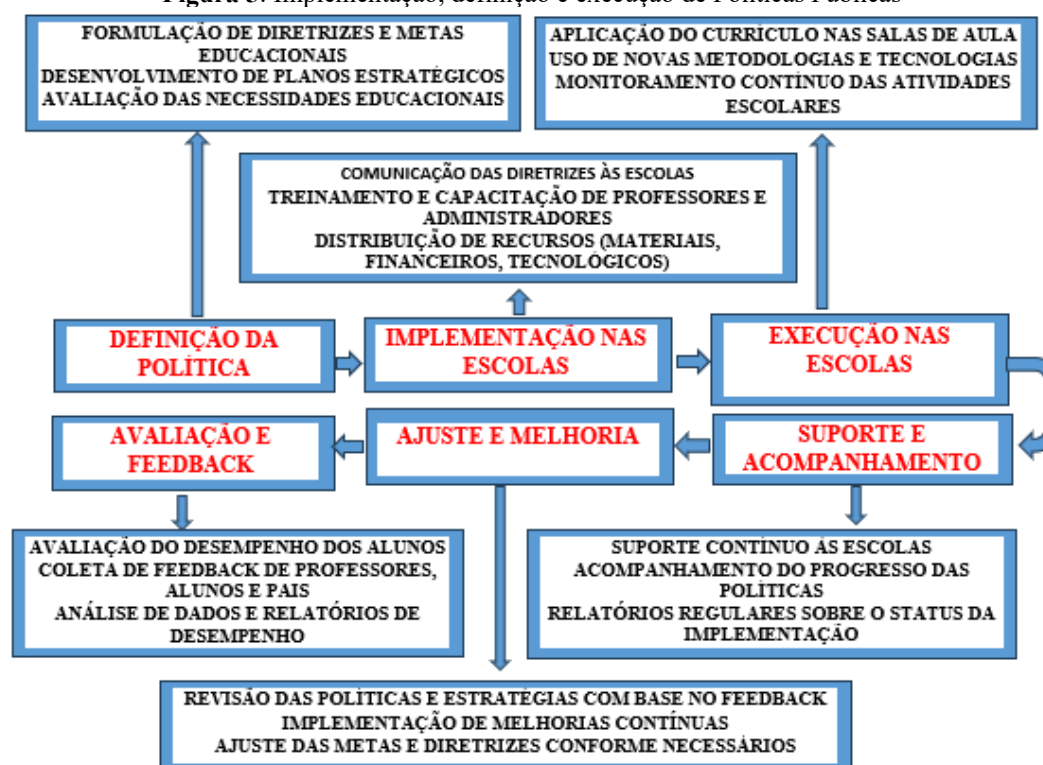 Figura 3. Implementação, definição e execução de Políticas Públicas
FORMULAÇÃO DE DIRETRIZES E METAS
EDUCACIONAIS
DESENVOLVIMENTO DE PLANOS ESTRATÉGICOS
AVALIAÇÃO DAS NECESSIDADES EDUCACIONAIS
APLICAÇÃO DO CURRÍCULO NAS SALAS DE AULA
USO DE NOVAS METODOLOGIAS E TECNOLOGIAS
MONITORAMENTO CONTÍNUO DAS ATIVIDADES
ESCOLARES
COMUNICAÇÃO DAS DIRETRIZES ÀS ESCOLAS
TREINAMENTO E CAPACITAÇÃO DE PROFESSORES E
ADMINISTRADORES
DISTRIBUIÇÃO DE RECURSOS (MATERIAIS,
FINANCEIROS, TECNOLÓGICOS)
DEFINIÇÃO DA
POLÍTICA
IMPLEMENTAÇÃO NAS
ESCOLAS
EXECUÇÃO NAS
ESCOLAS
AVALIAÇÃO E
FEEDBACK
AJUSTE E MELHORIA
SUPORTE E
ACOMPANHAMENTO
AVALIAÇÃO DO DESEMPENHO DOS ALUNOS
COLETA DE FEEDBACK DE PROFESSORES,
ALUNOS E PAIS
ANÁLISE DE DADOS E RELATÓRIOS DE
DESEMPENHO
SUPORTE CONTÍNUO ÀS ESCOLAS
ACOMPANHAMENTO DO PROGRESSO DAS
POLÍTICAS
RELATÓRIOS REGULARES SOBRE O STATUS DA
IMPLEMENTAÇÃO
REVISÃO DAS POLÍTICAS E ESTRATÉGIAS COM BASE NO FEEDBACK
IMPLEMENTAÇÃO DE MELHORIAS CONTÍNUAS
AJUSTE DAS METAS E DIRETRIZES CONFORME NECESSÁRIOS